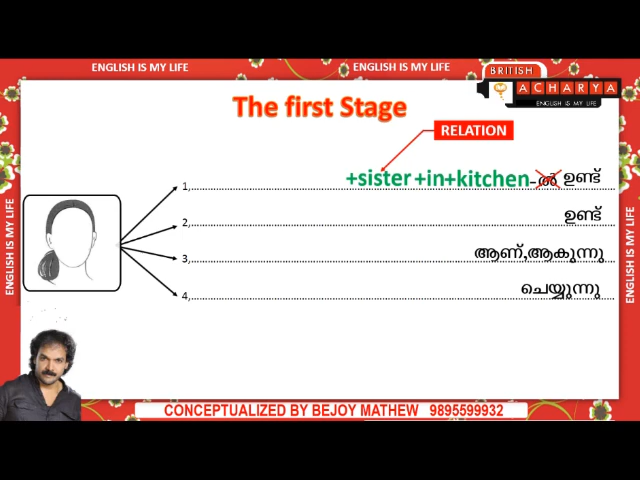 ENGLISH IS MY LIFE
ENGLISH IS MY LIFE
BRITISH
ACHARYA
ENGLISH IS MY LIFE
The first Stage
RELATION
1, +sister +in+kitchen-ൽ ഉണ്ട്
2, ഉണ്ട്
3, ആണ്,ആകുന്നു
4, ചെയ്യുന്നു
ENGLISH IS MY LIFE
ENGLISH IS MY LIFE
CONCEPTUALIZED BY BEJOY MATHEW 9895599932